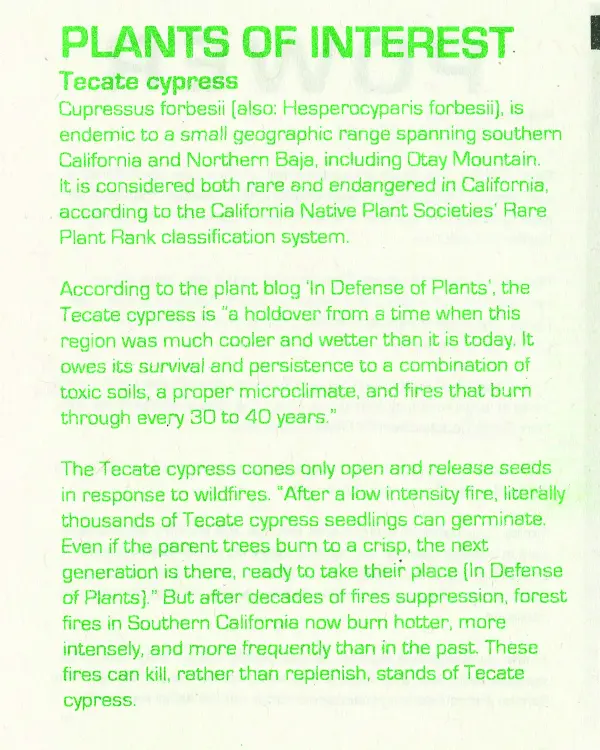 PLANTS OF INTEREST
Tecate cypress
Cupressus forbesii (also: Hesperocyparis forbesii), is
endemic to a small geographic range spanning southern
California and Northern Baja, including Otay Mountain.
It is considered both rare and endangered in California,
according to the California Native Plant Societies' Rare
Plant Rank classification system.

According to the plant blog 'In Defense of Plants', the
Tecate cypress is "a holdover from a time when this
region was much cooler and wetter than it is today. It
owes its survival and persistence to a combination of
toxic soils, a proper microclimate, and fires that burn
through every 30 to 40 years."

The Tecate cypress cones only open and release seeds
in response to wildfires. "After a low intensity fire, literally
thousands of Tecate cypress seedlings can germinate.
Even if the parent trees burn to a crisp, the next
generation is there, ready to take their place (In Defense
of Plants)." But after decades of fires suppression, forest
fires in Southern California now burn hotter, more
intensely, and more frequently than in the past. These
fires can kill, rather than replenish, stands of Tecate
cypress.